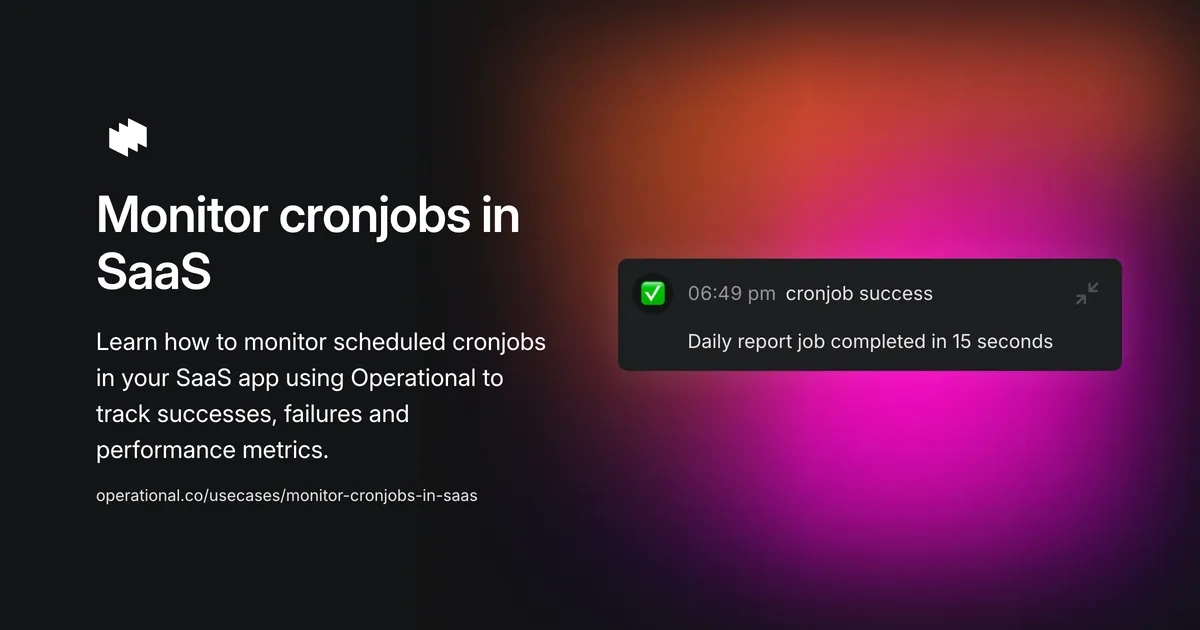 Monitor cronjobs in
SaaS
Learn how to monitor scheduled cronjobs
in your SaaS app using Operational to
track successes, failures and
performance metrics.
operational.co/usecases/monitor-cronjobs-in-saas
06:49 pm cronjob success
Daily report job completed in 15 seconds